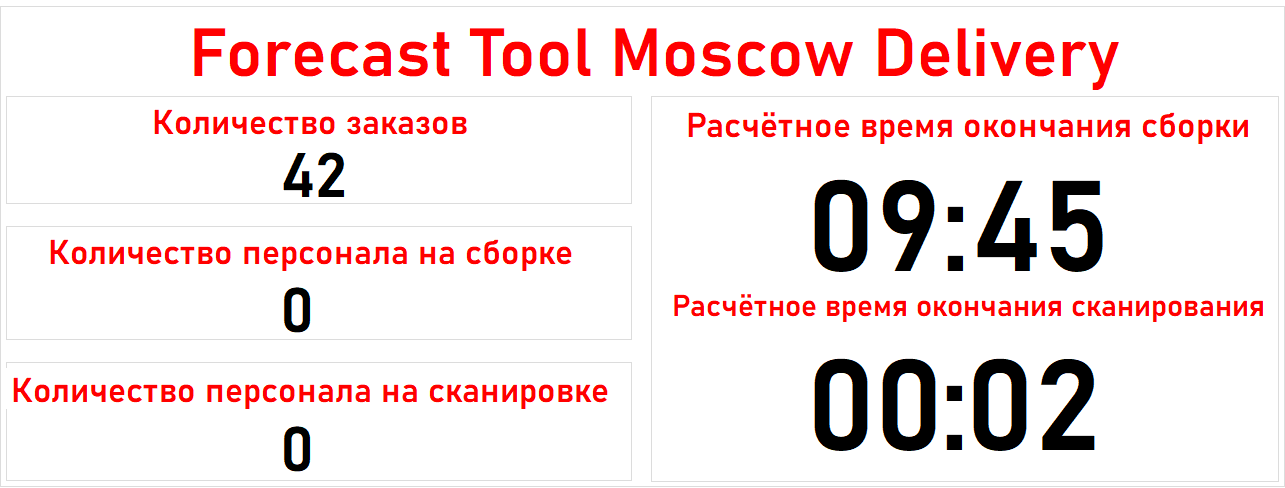 Forecast Tool Moscow Delivery
Количество заказов
42
Количество персонала на сборке
0
Количество персонала на сканировке
0
Расчётное время окончания сборки
09:45
Расчётное время окончания сканирования
00:02